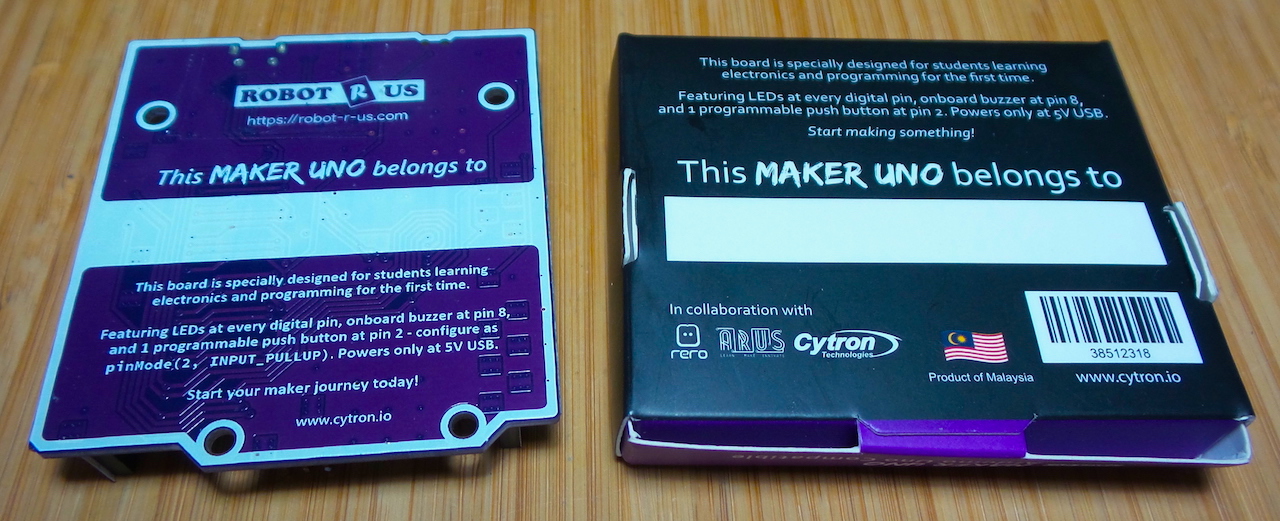 ROBOT R US
https://robot-r-us.com
This MAKER UNO belongs to
This board is specially designed for students learning
electronics and programming for the first time.
Featuring LEDs at every digital pin, onboard buzzer at pin 8,
and 1 programmable push button at pin 2 - configure as
pinMode(2, INPUT_PULLUP). Powers only at 5V USB.
Start your maker journey today!
www.cytron.io
This board is specially designed for students learning
electronics and programming for the first time.
Featuring LEDs at every digital pin, onboard buzzer at pin 8,
and 1 programmable push button at pin 2. Powers only at 5V USB.
Start making something!
This MAKER UNO belongs to
In collaboration with
rero
ARUS
Cytron
Technologies
Product of Malaysia
38512318
www.cytron.io